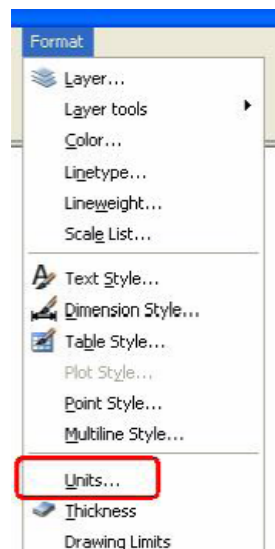 Format
Layer...
Layer tools
Color...
Linetype...
Lineweight...
Scale List...
Text Style...
Dimension Style...
Table Style...
Plot Style...
Point Style...
Multiline Style...
Units...
Thickness
Drawing Limits